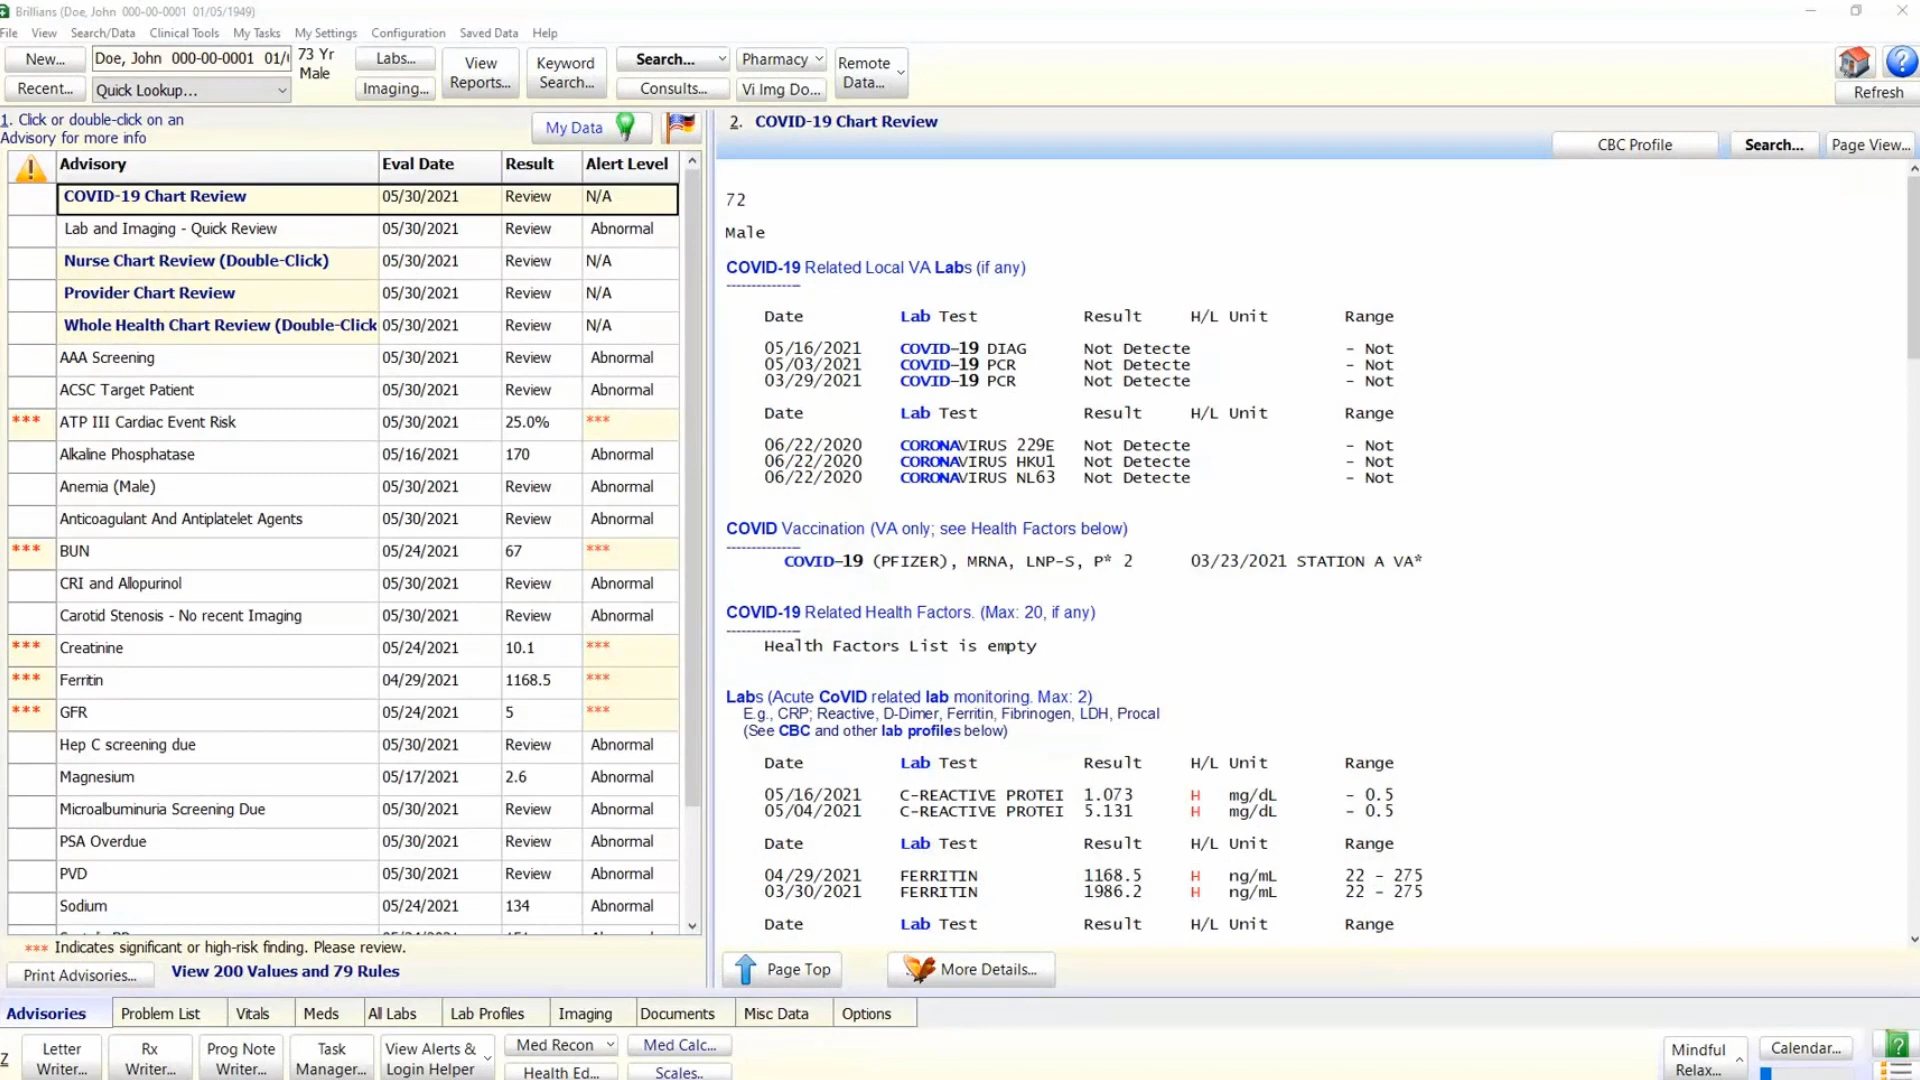 Brillians (Doe, John 000-00-0001 01/05/1949)
File View Search/Data Clinical Tools My Tasks My Settings Configuration Saved Data Help
New... Doe, John 000-00-0001 01/ 73 Yr Male Labs... View Reports... Keyword Search... Search... Pharmacy Remote Data...
Recent... Quick Lookup... Imaging... Consults... Vi Img Do... Refresh
1. Click or double-click on an
Advisory for more info
My Data
Advisory Eval Date Result Alert Level
COVID-19 Chart Review 05/30/2021 Review N/A
Lab and Imaging - Quick Review 05/30/2021 Review Abnormal
Nurse Chart Review (Double-Click) 05/30/2021 Review N/A
Provider Chart Review 05/30/2021 Review N/A
Whole Health Chart Review (Double-Click 05/30/2021 Review N/A
AAA Screening 05/30/2021 Review Abnormal
ACSC Target Patient 05/30/2021 Review Abnormal
*** ATP III Cardiac Event Risk 05/30/2021 25.0% ***
Alkaline Phosphatase 05/16/2021 170 Abnormal
Anemia (Male) 05/30/2021 Review Abnormal
Anticoagulant And Antiplatelet Agents 05/30/2021 Review Abnormal
*** BUN 05/24/2021 67 ***
CRI and Allopurinol 05/30/2021 Review Abnormal
Carotid Stenosis - No recent Imaging 05/30/2021 Review Abnormal
*** Creatinine 05/24/2021 10.1 ***
*** Ferritin 04/29/2021 1168.5 ***
*** GFR 05/24/2021 5 ***
Hep C screening due 05/30/2021 Review Abnormal
Magnesium 05/17/2021 2.6 Abnormal
Microalbuminuria Screening Due 05/30/2021 Review Abnormal
PSA Overdue 05/30/2021 Review Abnormal
PVD 05/30/2021 Review Abnormal
Sodium 05/24/2021 134 Abnormal
*** Indicates significant or high-risk finding. Please review.
Print Advisories... View 200 Values and 79 Rules
2. COVID-19 Chart Review
CBC Profile Search... Page View...
72
Male
COVID-19 Related Local VA Labs (if any)
---------------
Date Lab Test Result H/L Unit Range
05/16/2021 COVID-19 DIAG Not Detecte - Not
05/03/2021 COVID-19 PCR Not Detecte - Not
03/29/2021 COVID-19 PCR Not Detecte - Not
Date Lab Test Result H/L Unit Range
06/22/2020 CORONAVIRUS 229E Not Detecte - Not
06/22/2020 CORONAVIRUS HKU1 Not Detecte - Not
06/22/2020 CORONAVIRUS NL63 Not Detecte - Not
COVID Vaccination (VA only; see Health Factors below)
---------------
COVID-19 (PFIZER), MRNA, LNP-S, P* 2 03/23/2021 STATION A VA*
COVID-19 Related Health Factors. (Max: 20, if any)
---------------
Health Factors List is empty
Labs (Acute CoVID related lab monitoring. Max: 2)
E.g., CRP; Reactive, D-Dimer, Ferritin, Fibrinogen, LDH, Procal
(See CBC and other lab profiles below)
Date Lab Test Result H/L Unit Range
05/16/2021 C-REACTIVE PROTEI 1.073 H mg/dL - 0.5
05/04/2021 C-REACTIVE PROTEI 5.131 H mg/dL - 0.5
Date Lab Test Result H/L Unit Range
04/29/2021 FERRITIN 1168.5 H ng/mL 22 - 275
03/30/2021 FERRITIN 1986.2 H ng/mL 22 - 275
Date Lab Test Result H/L Unit Range
Page Top More Details...
Advisories Problem List Vitals Meds All Labs Lab Profiles Imaging Documents Misc Data Options
Z Letter Writer... Rx Writer... Prog Note Writer... Task Manager... View Alerts & Login Helper Med Recon Med Calc... Mindful Relax... Calendar...
Health Ed... Scales..